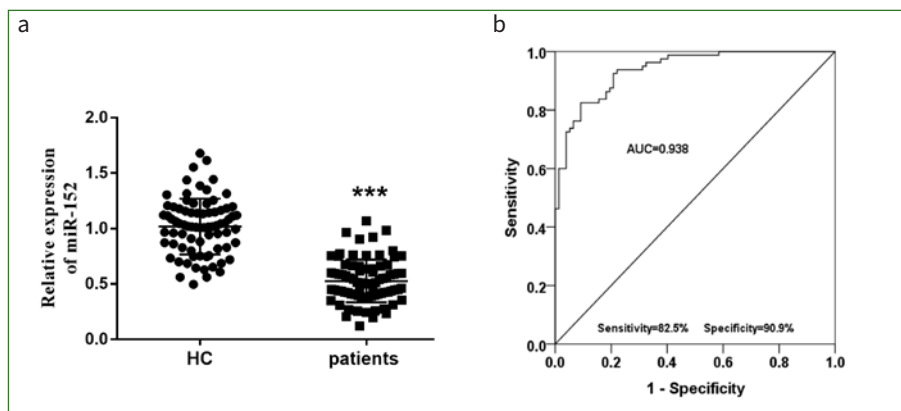 a
b
Relative expression
of miR-152
2.0
1.5
1.0
0.5
0.0
***
HC
patients
Sensitivity
1.0
0.8
0.6
0.4
0.2
0.0
AUC=0.938
Sensitivity=82.5% Specificity=90.9%
0.0 0.2 0.4 0.6 0.8 1.0
1 - Specificity